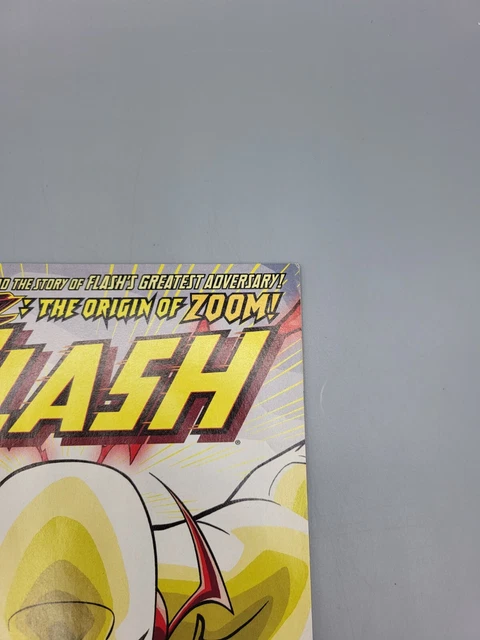 THE STORY OF FLASH'S GREATEST ADVERSARY!
THE ORIGIN OF ZOOM!
LASH